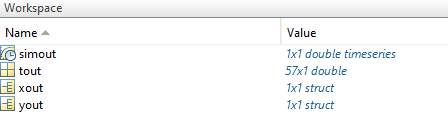 Workspace
Name Value
simout 1x1 double timeseries
tout 57x1 double
xout 1x1 struct
yout 1x1 struct